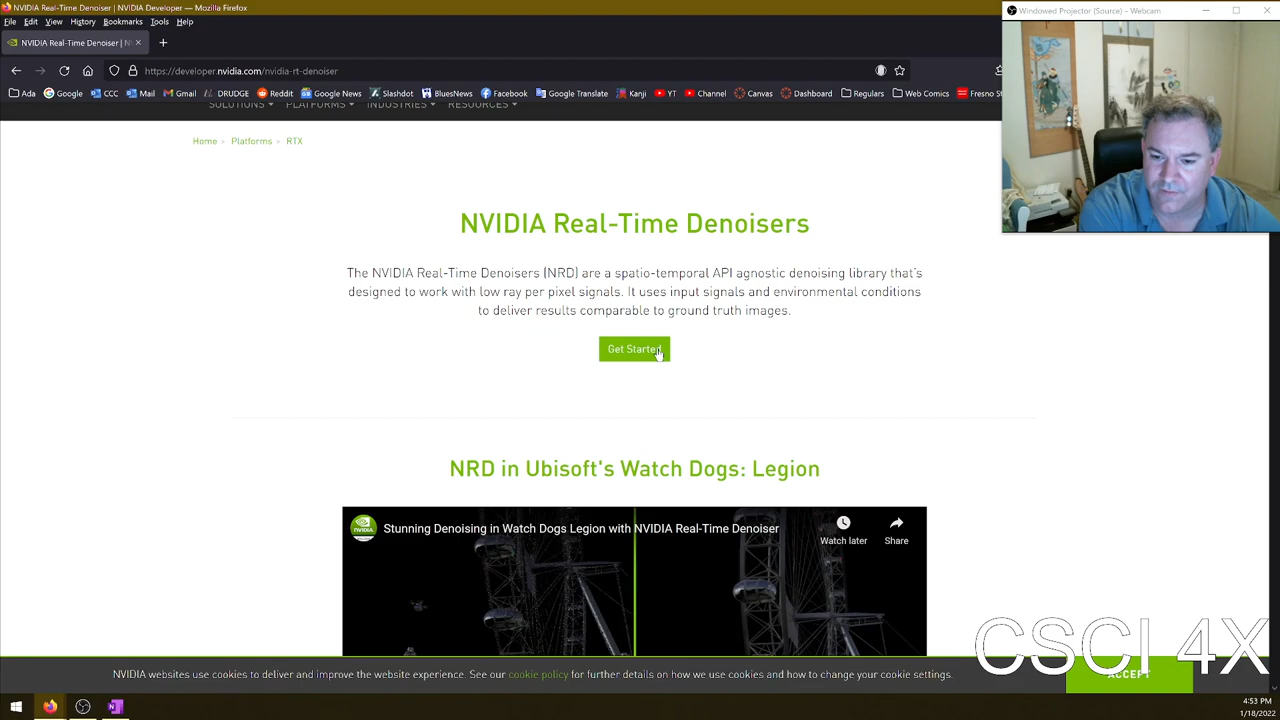 NVIDIA Real-Time Denoiser | NVIDIA Developer — Mozilla Firefox
Windowed Projector (Source) - Webcam
File Edit View History Bookmarks Tools Help
NVIDIA Real-Time Denoiser | N
https://developer.nvidia.com/nvidia-rt-denoiser
Ada Google CCC Mail Gmail DRUDGE Reddit Google News Slashdot BluesNews Facebook Google Translate Kanji YT Channel Canvas Dashboard Regulars Fresno Stre
SOLUTIONS PLATFORMS INDUSTRIES RESOURCES
Home > Platforms > RTX
NVIDIA Real-Time Denoisers
The NVIDIA Real-Time Denoisers (NRD) are a spatio-temporal API agnostic denoising library that's
designed to work with low ray per pixel signals. It uses input signals and environmental conditions
to deliver results comparable to ground truth images.
Get Started
NRD in Ubisoft's Watch Dogs: Legion
NVIDIA
Stunning Denoising in Watch Dogs Legion with NVIDIA Real-Time Denoiser
Watch later
Share
CSCI 4X
NVIDIA websites use cookies to deliver and improve the website experience. See our cookie policy for further details on how we use cookies and how to change your cookie settings.
ACCEPT
4:53 PM
1/18/2022